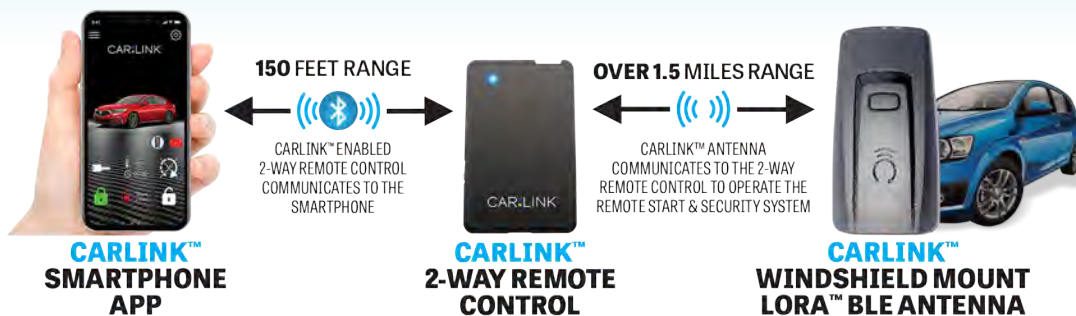 CAR:LINK
150 FEET RANGE
CARLINK™ ENABLED
2-WAY REMOTE CONTROL
COMMUNICATES TO THE
SMARTPHONE
CAR:LINK
OVER 1.5 MILES RANGE
CARLINK™ ANTENNA
COMMUNICATES TO THE 2-WAY
REMOTE CONTROL TO OPERATE THE
REMOTE START & SECURITY SYSTEM
CARLINK™
SMARTPHONE
APP
CARLINK™
2-WAY REMOTE
CONTROL
CARLINK™
WINDSHIELD MOUNT
LORA™ BLE ANTENNA